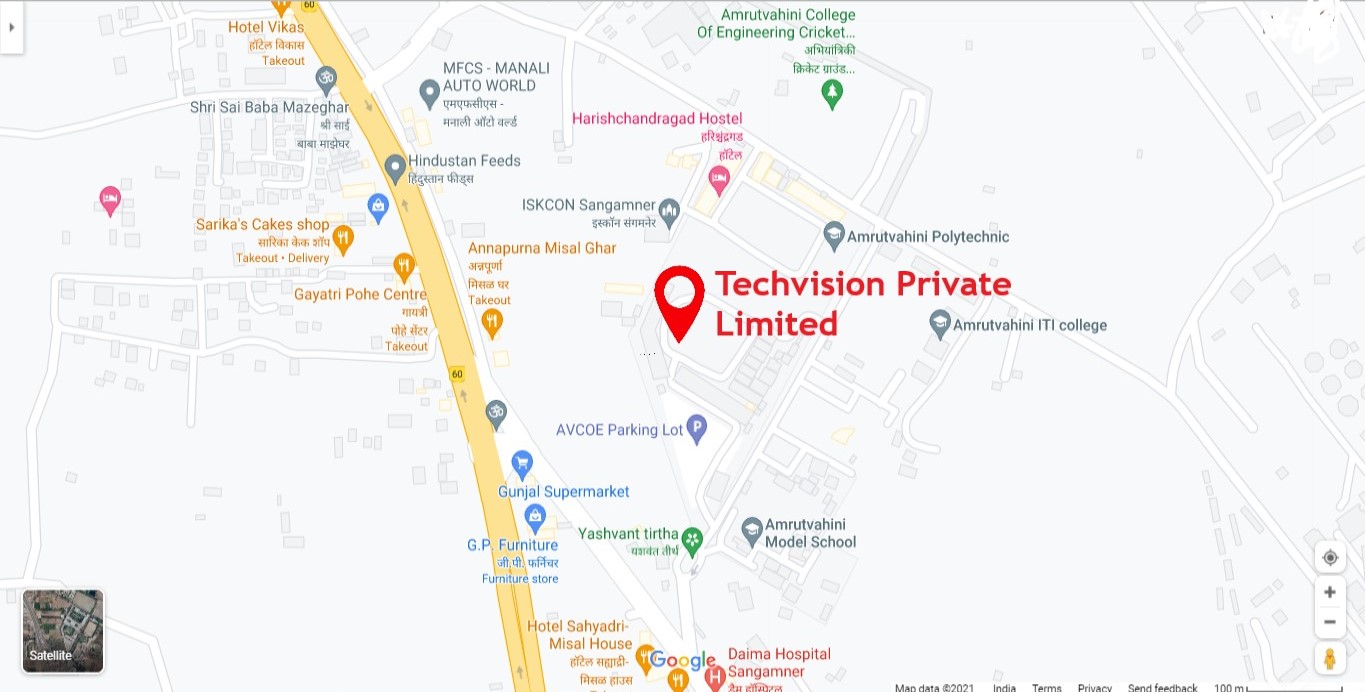 60
Hotel Vikas
हॉटेल विकास
Takeout
Amrutvahini College
Of Engineering Cricket...
अभियांत्रिकी
क्रिकेट ग्राउंड...
MFCS - MANALI
AUTO WORLD
एमएफसीएस -
मनाली ऑटो वर्ल्ड
Shri Sai Baba Mazeghar
श्री साई
बाबा माझेघर
Harishchandragad Hostel
हरिश्चंद्रगड
हॉटेल
Hindustan Feeds
हिंदुस्तान फीड्स
ISKCON Sangamner
इस्कॉन संगमनेर
Sarika's Cakes shop
सारिका केक शॉप
Takeout • Delivery
Amrutvahini Polytechnic
Annapurna Misal Ghar
अन्नपूर्णा
मिसळ घर
Takeout
Techvision Private
Limited
Gayatri Pohe Centre
गायत्री
पोहे सेंटर
Takeout
Amrutvahini ITI college
60
AVCOE Parking Lot
P
Gunjal Supermarket
Yashvant tirtha
यशवंत तीर्थ
Amrutvahini
Model School
G.P. Furniture
जी.पी. फर्निचर
Furniture store
Satellite
Hotel Sahyadri-
Misal House
हॉटेल सह्याद्री-
मिसळ हाउस
Google
H
Daima Hospital
Sangamner
Map data ©2021 India Terms Privacy Send feedback 100 m